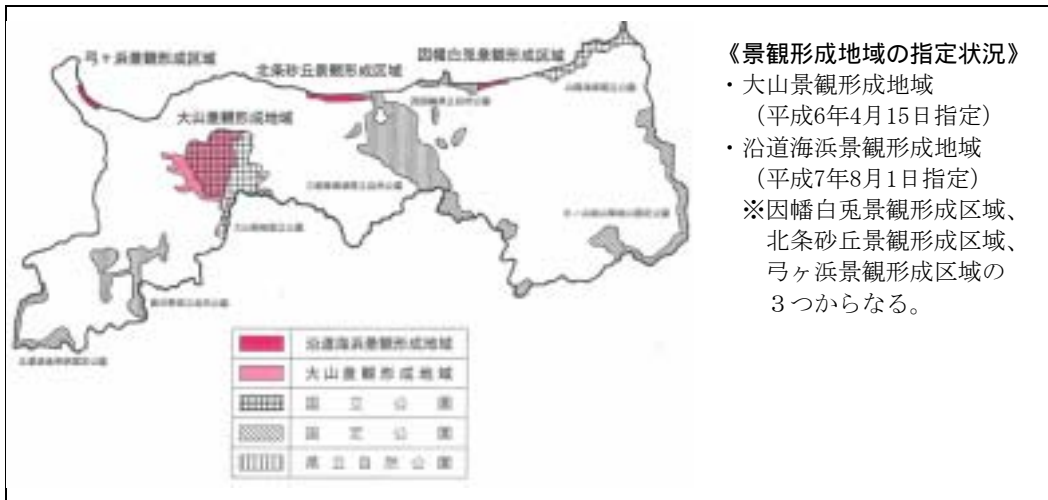 弓ヶ浜景観形成区域
北条砂丘景観形成区域
因幡白兎景観形成区域
大山景観形成地域
沿道海浜景観形成地域
大山景観形成地域
国立公園
国定公園
県立自然公園
《景観形成地域の指定状況》
・大山景観形成地域
（平成6年4月15日指定）
・沿道海浜景観形成地域
（平成7年8月1日指定）
※因幡白兎景観形成区域、
北条砂丘景観形成区域、
弓ヶ浜景観形成区域の
３つからなる。